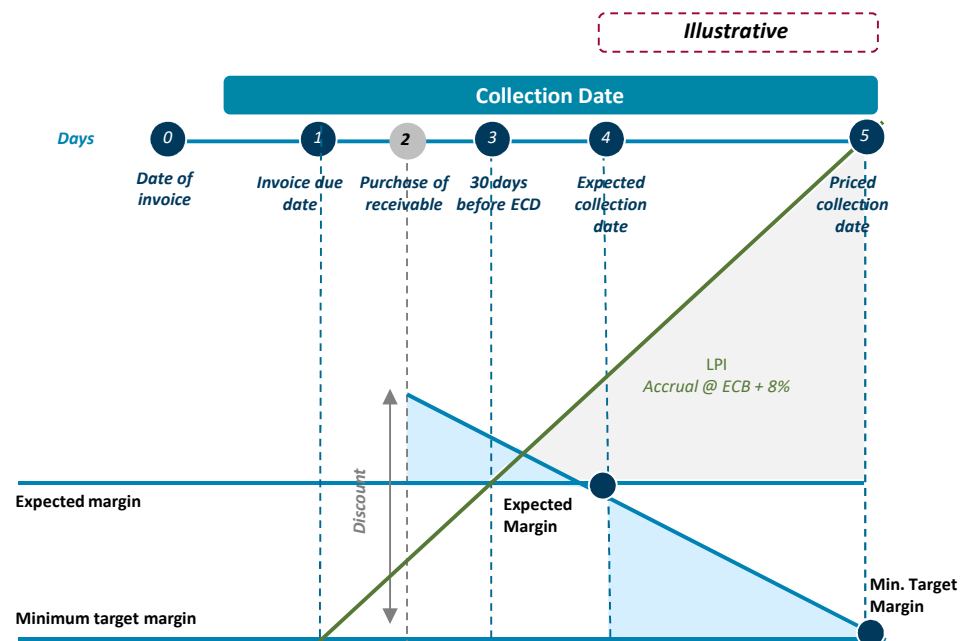 Illustrative
Collection Date
Days
0
1
2
3
4
5
Date of
invoice
Invoice due
date
Purchase of
receivable
30 days
before ECD
Expected
collection
date
Priced
collection
date
LPI
Accrual @ ECB + 8%
Discount
Expected margin
Expected
Margin
Min. Target
Margin
Minimum target margin